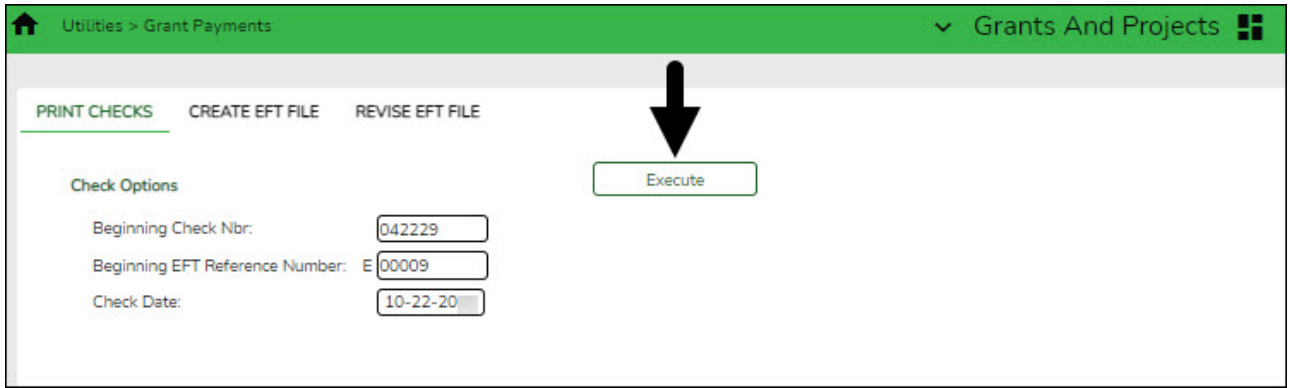 Utilities > Grant Payments
Grants And Projects
PRINT CHECKS CREATE EFT FILE REVISE EFT FILE
Execute
Check Options
Beginning Check Nbr: 042229
Beginning EFT Reference Number: E 00009
Check Date: 10-22-20